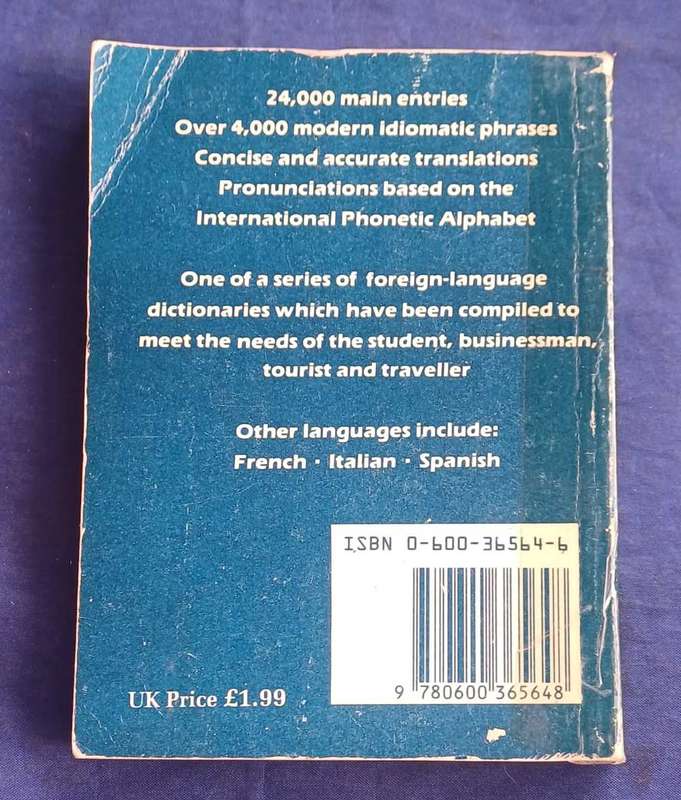 24,000 main entries
Over 4,000 modern idiomatic phrases
Concise and accurate translations
Pronunciations based on the
International Phonetic Alphabet
One of a series of foreign-language
dictionaries which have been compiled to
meet the needs of the student, businessman,
tourist and traveller
Other languages include:
French · Italian · Spanish
ISBN 0-600-36564-6
9 780600 365648
UK Price £1.99